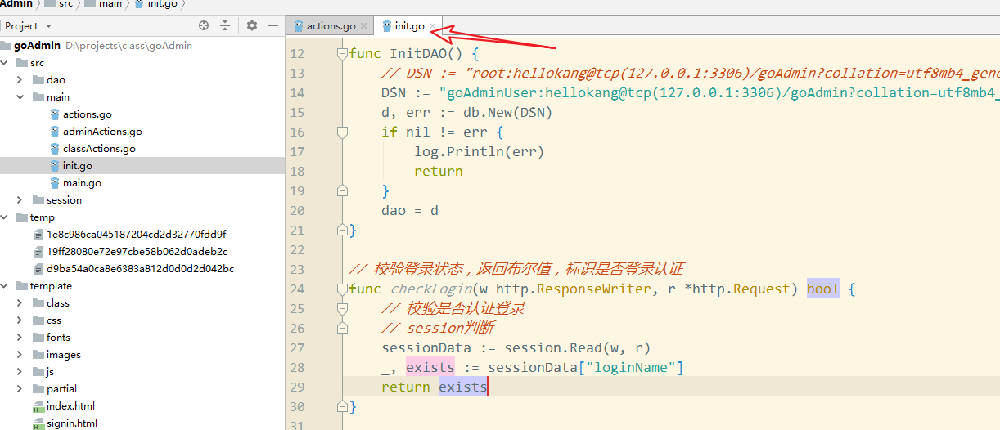 Admin src main init.go
Project
actions.go init.go
goAdmin D:\projects\class\goAdmin
src
dao
main
actions.go
adminActions.go
classActions.go
init.go
main.go
session
temp
1e8c986ca045187204cd2d32770fdd9f
19ff28080e72e97cbe58b062d0adeb2c
d9ba54a0ca8e6383a812d0d0d2d042bc
template
class
css
fonts
images
js
partial
index.html
signin.html
12 func InitDAO() {
13 // DSN := "root:hellokang@tcp(127.0.0.1:3306)/goAdmin?collation=utf8mb4_gene
14 DSN := "goAdminUser:hellokang@tcp(127.0.0.1:3306)/goAdmin?collation=utf8mb4_
15 d, err := db.New(DSN)
16 if nil != err {
17 log.Println(err)
18 return
19 }
20 dao = d
21 }
22
23 // 校验登录状态，返回布尔值，标识是否登录认证
24 func checkLogin(w http.ResponseWriter, r *http.Request) bool {
25 // 校验是否认证登录
26 // session判断
27 sessionData := session.Read(w, r)
28 _, exists := sessionData["loginName"]
29 return exists
30 }
31